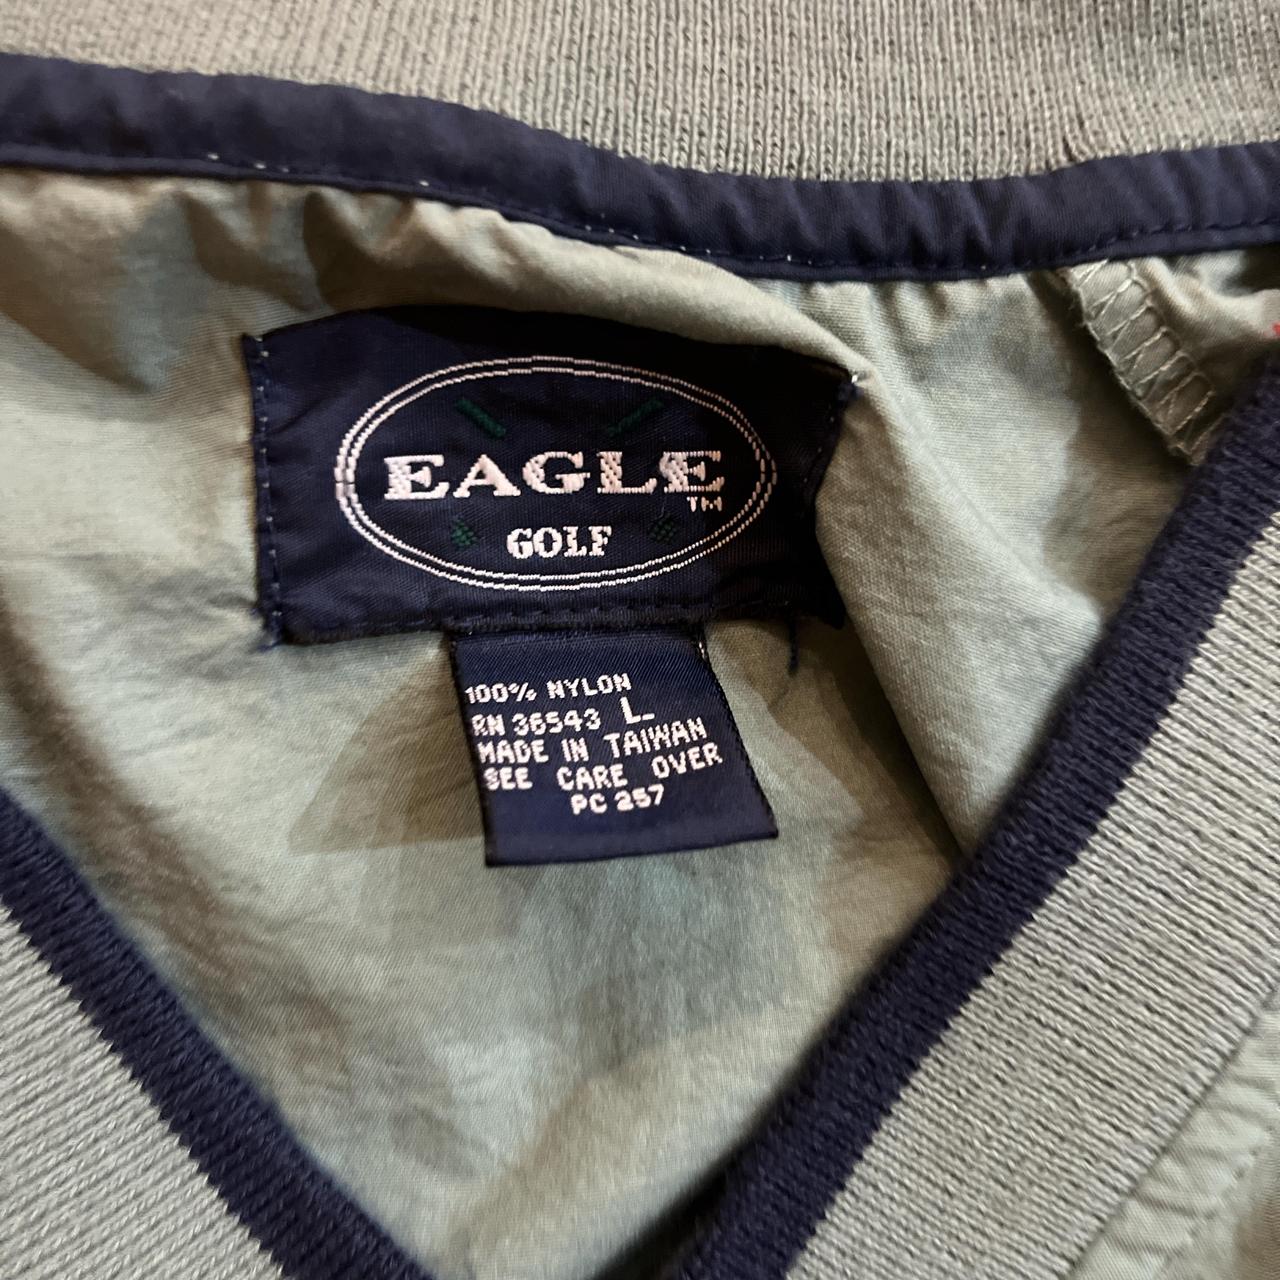 EAGLE
TM
GOLF
100% NYLON
RN 36543 L
MADE IN TAIWAN
SEE CARE OVER
PC 257